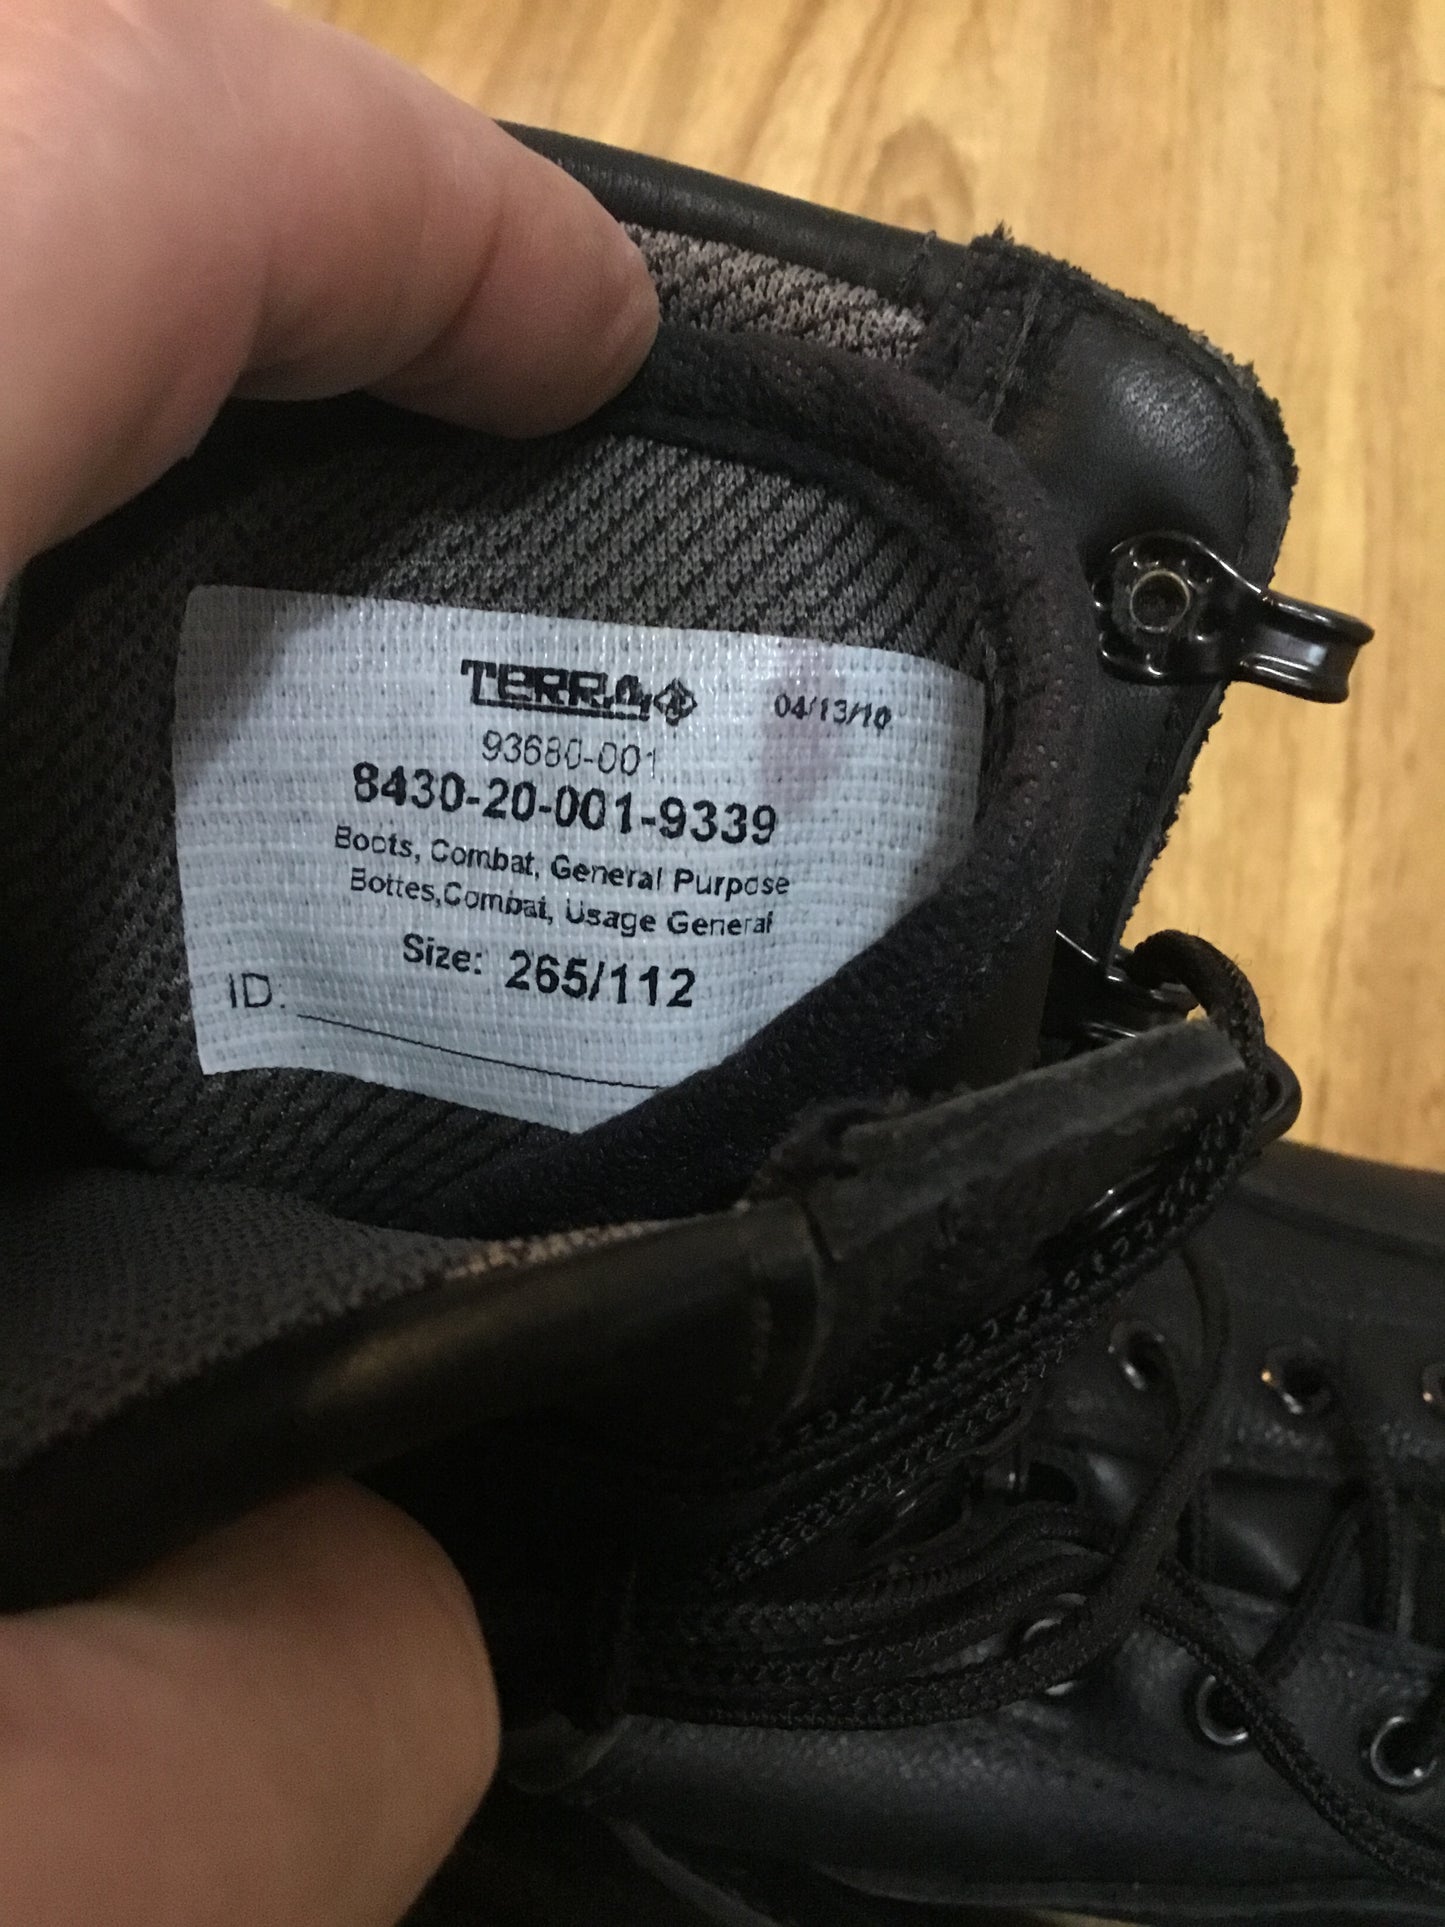 TERRA 04/13/10
93680-001
8430-20-001-9339
Boots, Combat, General Purpose
Bottes,Combat, Usage General
Size: 265/112
ID.